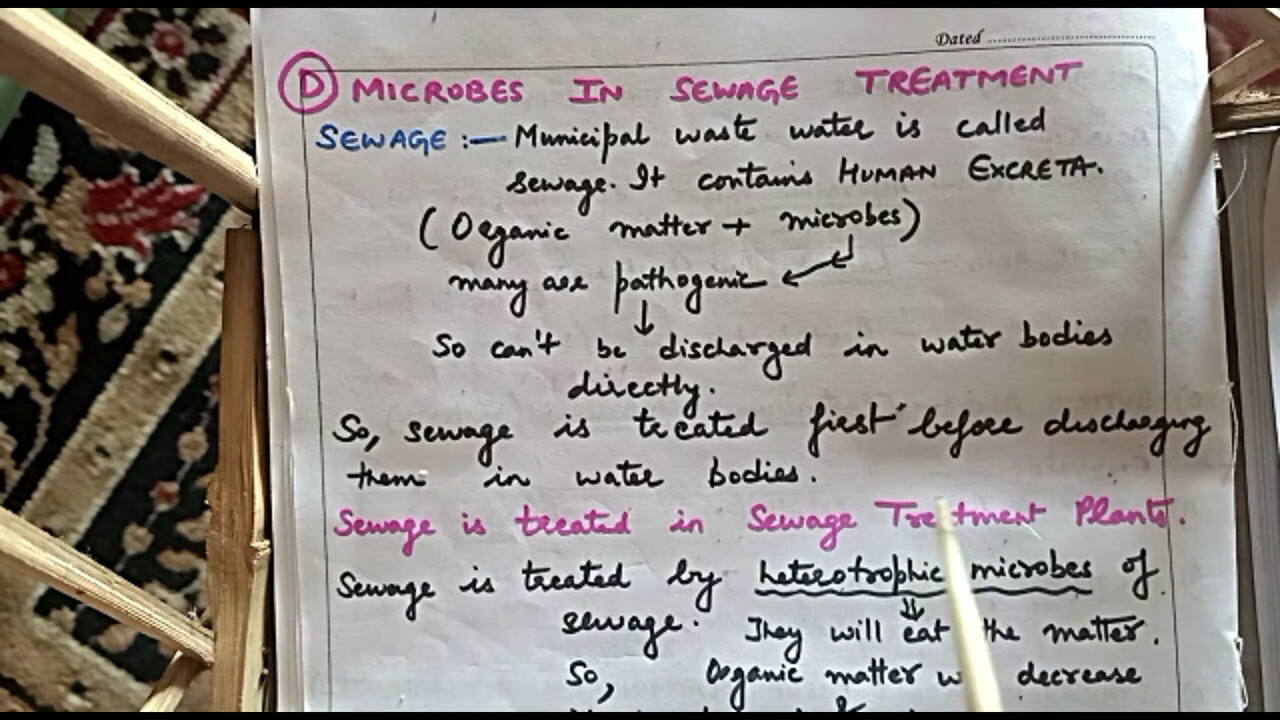 Dated
D MICROBES IN SEWAGE TREATMENT
SEWAGE :— Municipal waste water is called
sewage. It contains HUMAN EXCRETA.
(Organic matter + microbes)
many are pathogenic
So can't be discharged in water bodies
directly.
So, sewage is treated first before discharging
them in water bodies.
Sewage is treated in Sewage Treatment Plants.
Sewage is treated by heterotrophic microbes of
sewage. They will eat the matter.
So, Organic matter decrease